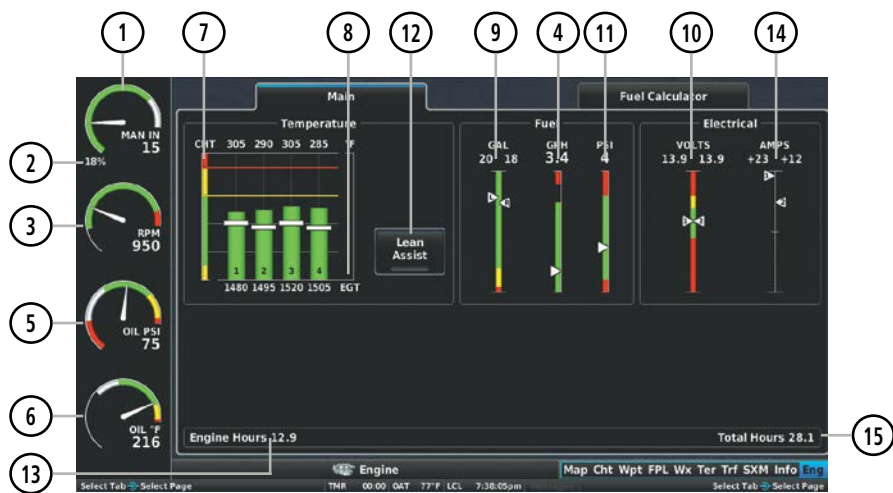 1 7 8 12 9 4 11 10 14
2
3
5
6
13
15
MAN IN
15
18%
RPM
950
OIL PSI
75
OIL °F
216
Main
Fuel Calculator
Temperature
CHT 305 290 305 285 °F
1 2 3 4
1480 1495 1520 1505 EGT
Lean
Assist
Fuel
GAL GPH PSI
20 18 3.4 4
Electrical
VOLTS AMPS
13.9 13.9 +23 +12
Engine Hours 12.9
Total Hours 28.1
Engine
Map Cht Wpt FPL Wx Ter Trf SXM Info Eng
Select Tab Select Page
TMR 00:00 OAT 77°F LCL 7:38:05pm
Select Tab Select Page